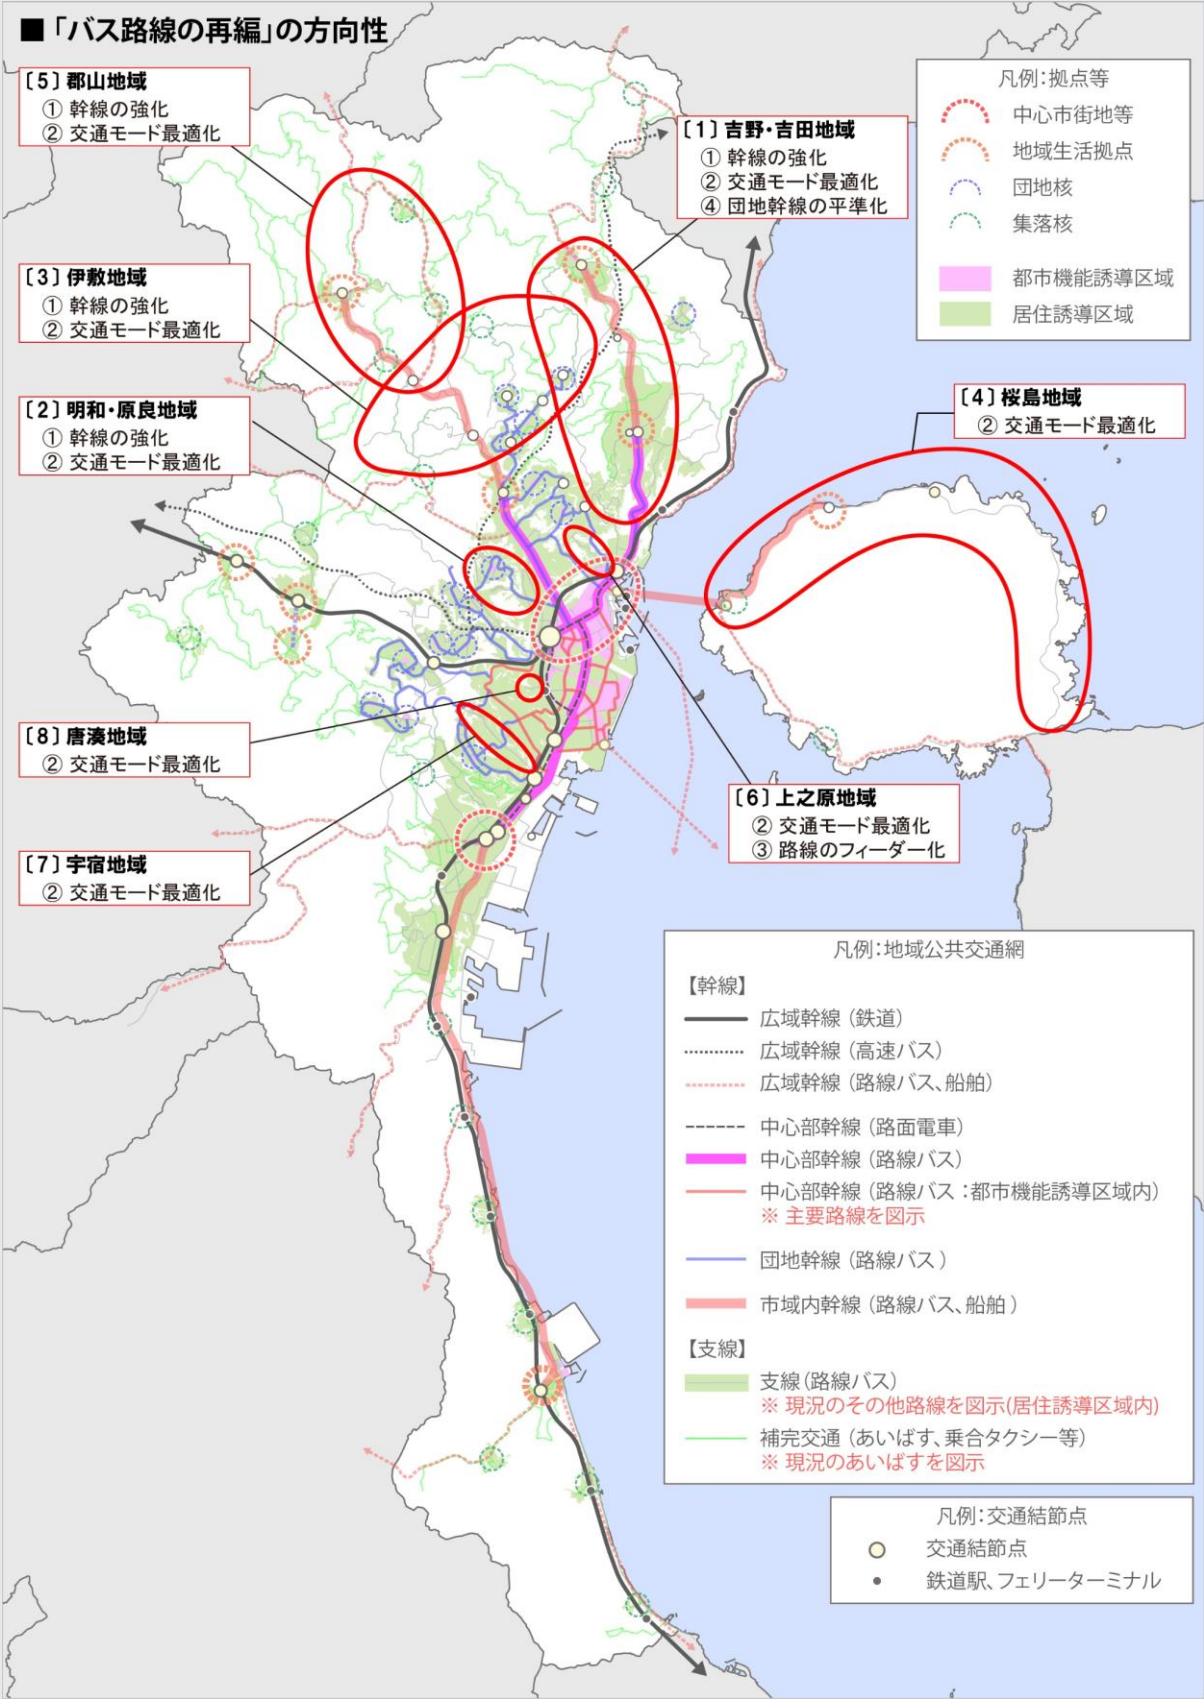 ■「バス路線の再編」の方向性
〔5〕郡山地域
① 幹線の強化
② 交通モード最適化
〔3〕伊敷地域
① 幹線の強化
② 交通モード最適化
〔2〕明和・原良地域
① 幹線の強化
② 交通モード最適化
〔8〕唐湊地域
② 交通モード最適化
〔7〕宇宿地域
② 交通モード最適化
〔1〕吉野・吉田地域
① 幹線の強化
② 交通モード最適化
④ 団地幹線の平準化
凡例：拠点等
中心市街地等
地域生活拠点
団地核
集落核
都市機能誘導区域
居住誘導区域
〔4〕桜島地域
② 交通モード最適化
〔6〕上之原地域
② 交通モード最適化
③ 路線のフィーダー化
凡例：地域公共交通網
【幹線】
広域幹線（鉄道）
広域幹線（高速バス）
広域幹線（路線バス、船舶）
中心部幹線（路面電車）
中心部幹線（路線バス）
中心部幹線（路線バス：都市機能誘導区域内）
※ 主要路線を図示
団地幹線（路線バス）
市域内幹線（路線バス、船舶）
【支線】
支線（路線バス）
※ 現況のその他路線を図示(居住誘導区域内)
補完交通（あいばす、乗合タクシー等）
※ 現況のあいばすを図示
凡例：交通結節点
交通結節点
鉄道駅、フェリーターミナル